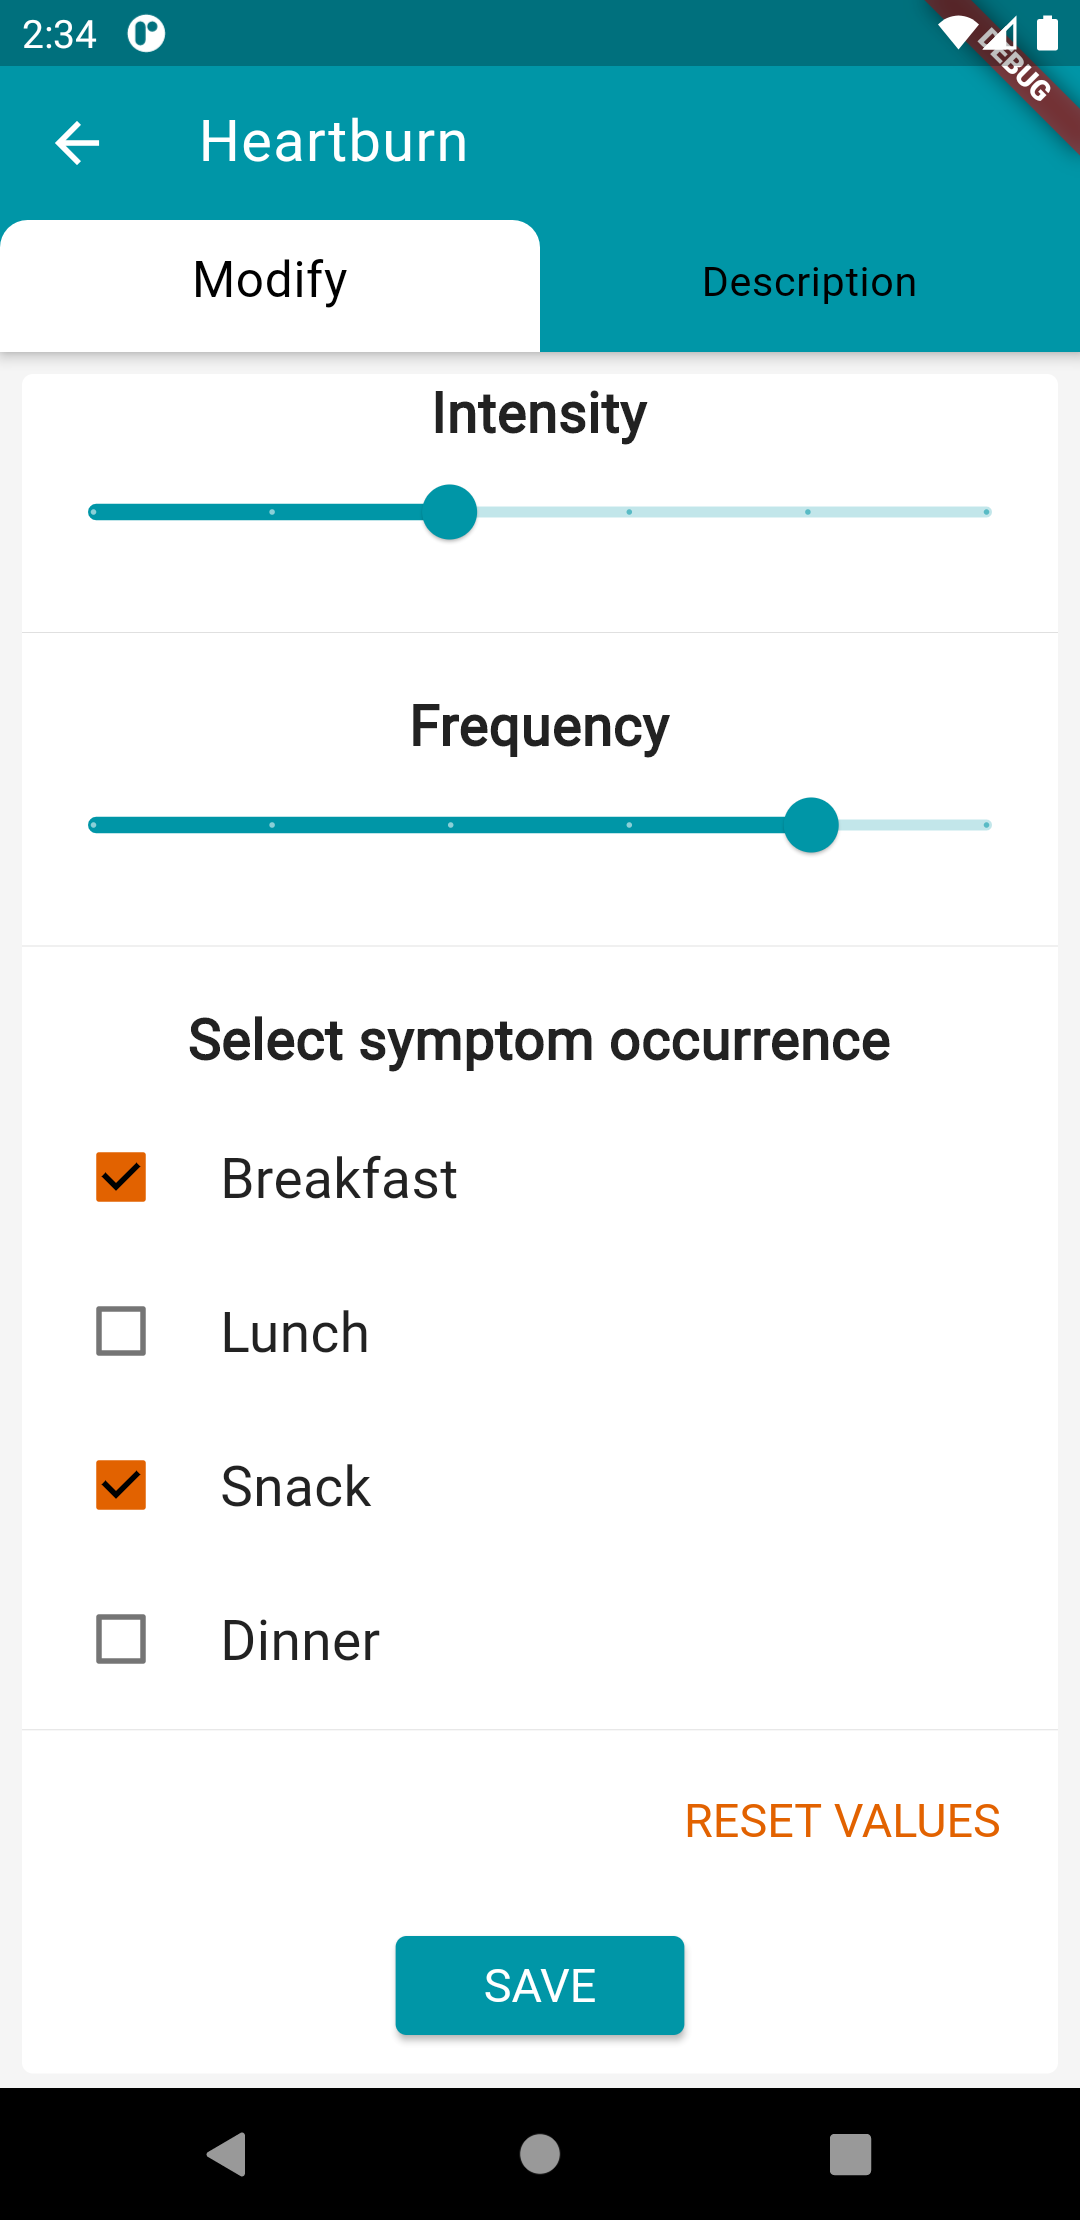 2:34
DEBUG
Heartburn
Modify
Description
Intensity
Frequency
Select symptom occurrence
Breakfast
Lunch
Snack
Dinner
RESET VALUES
SAVE